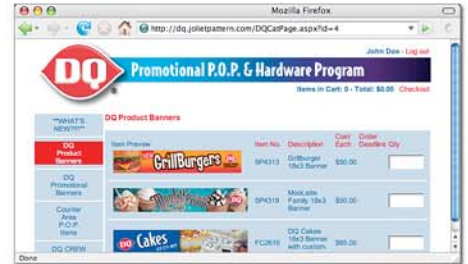 Mozilla Firefox
http://dq.jolietpattern.com/DQCatPage.aspx?id=4
John Doe - Log out
DQ
Promotional P.O.P. & Hardware Program
Items in Cart: 0 - Total: $0.00 Checkout
**WHAT'S
NEW?!?!**
DQ Product Banners
DQ
Product
Banners
Item Preview
Item No.
Description
Cost
Each
Order
Deadline
Qty
GrillBurgers
SP4313
Grillburger
18x3 Banner
$50.00
DQ
Promotional
Banners
MooLatte
SP4319
MooLatte
Family 18x3
Banner
$50.00
Counter
Area
P.O.P.
Items
DQ
Cakes
FC2616
DQ Cakes
18x3 Banner
with custom
$65.00
DQ CREW
Done